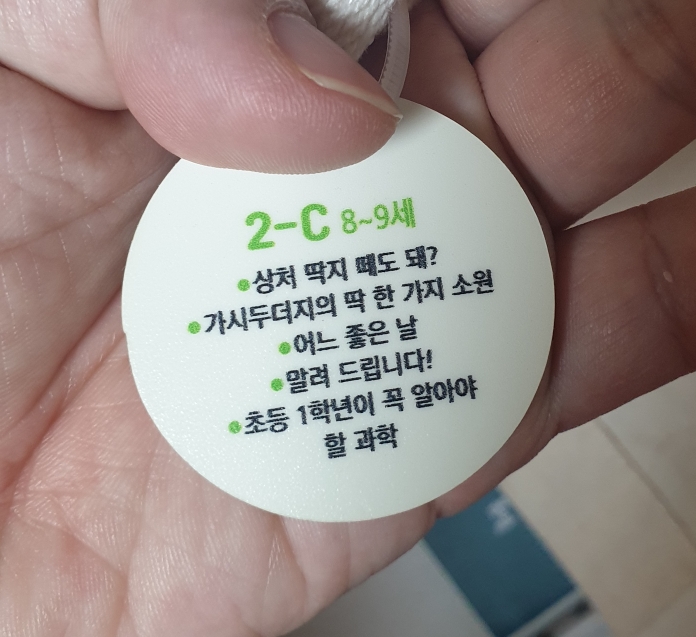 2-C 8~9세
•상처 딱지 떼도 돼?
•가시두더지의 딱 한 가지 소원
•어느 좋은 날
•말려 드립니다!
•초등 1학년이 꼭 알아야
할 과학